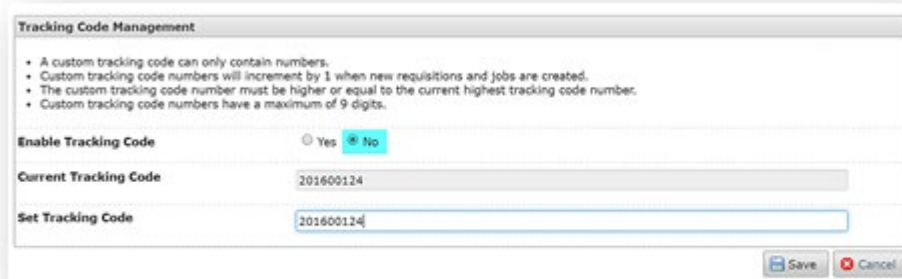 Tracking Code Management
• A custom tracking code can only contain numbers.
• Custom tracking code numbers will increment by 1 when new requisitions and jobs are created.
• The custom tracking code number must be higher or equal to the current highest tracking code number.
• Custom tracking code numbers have a maximum of 9 digits.
Enable Tracking Code Yes No
Current Tracking Code 201600124
Set Tracking Code 201600124
Save Cancel